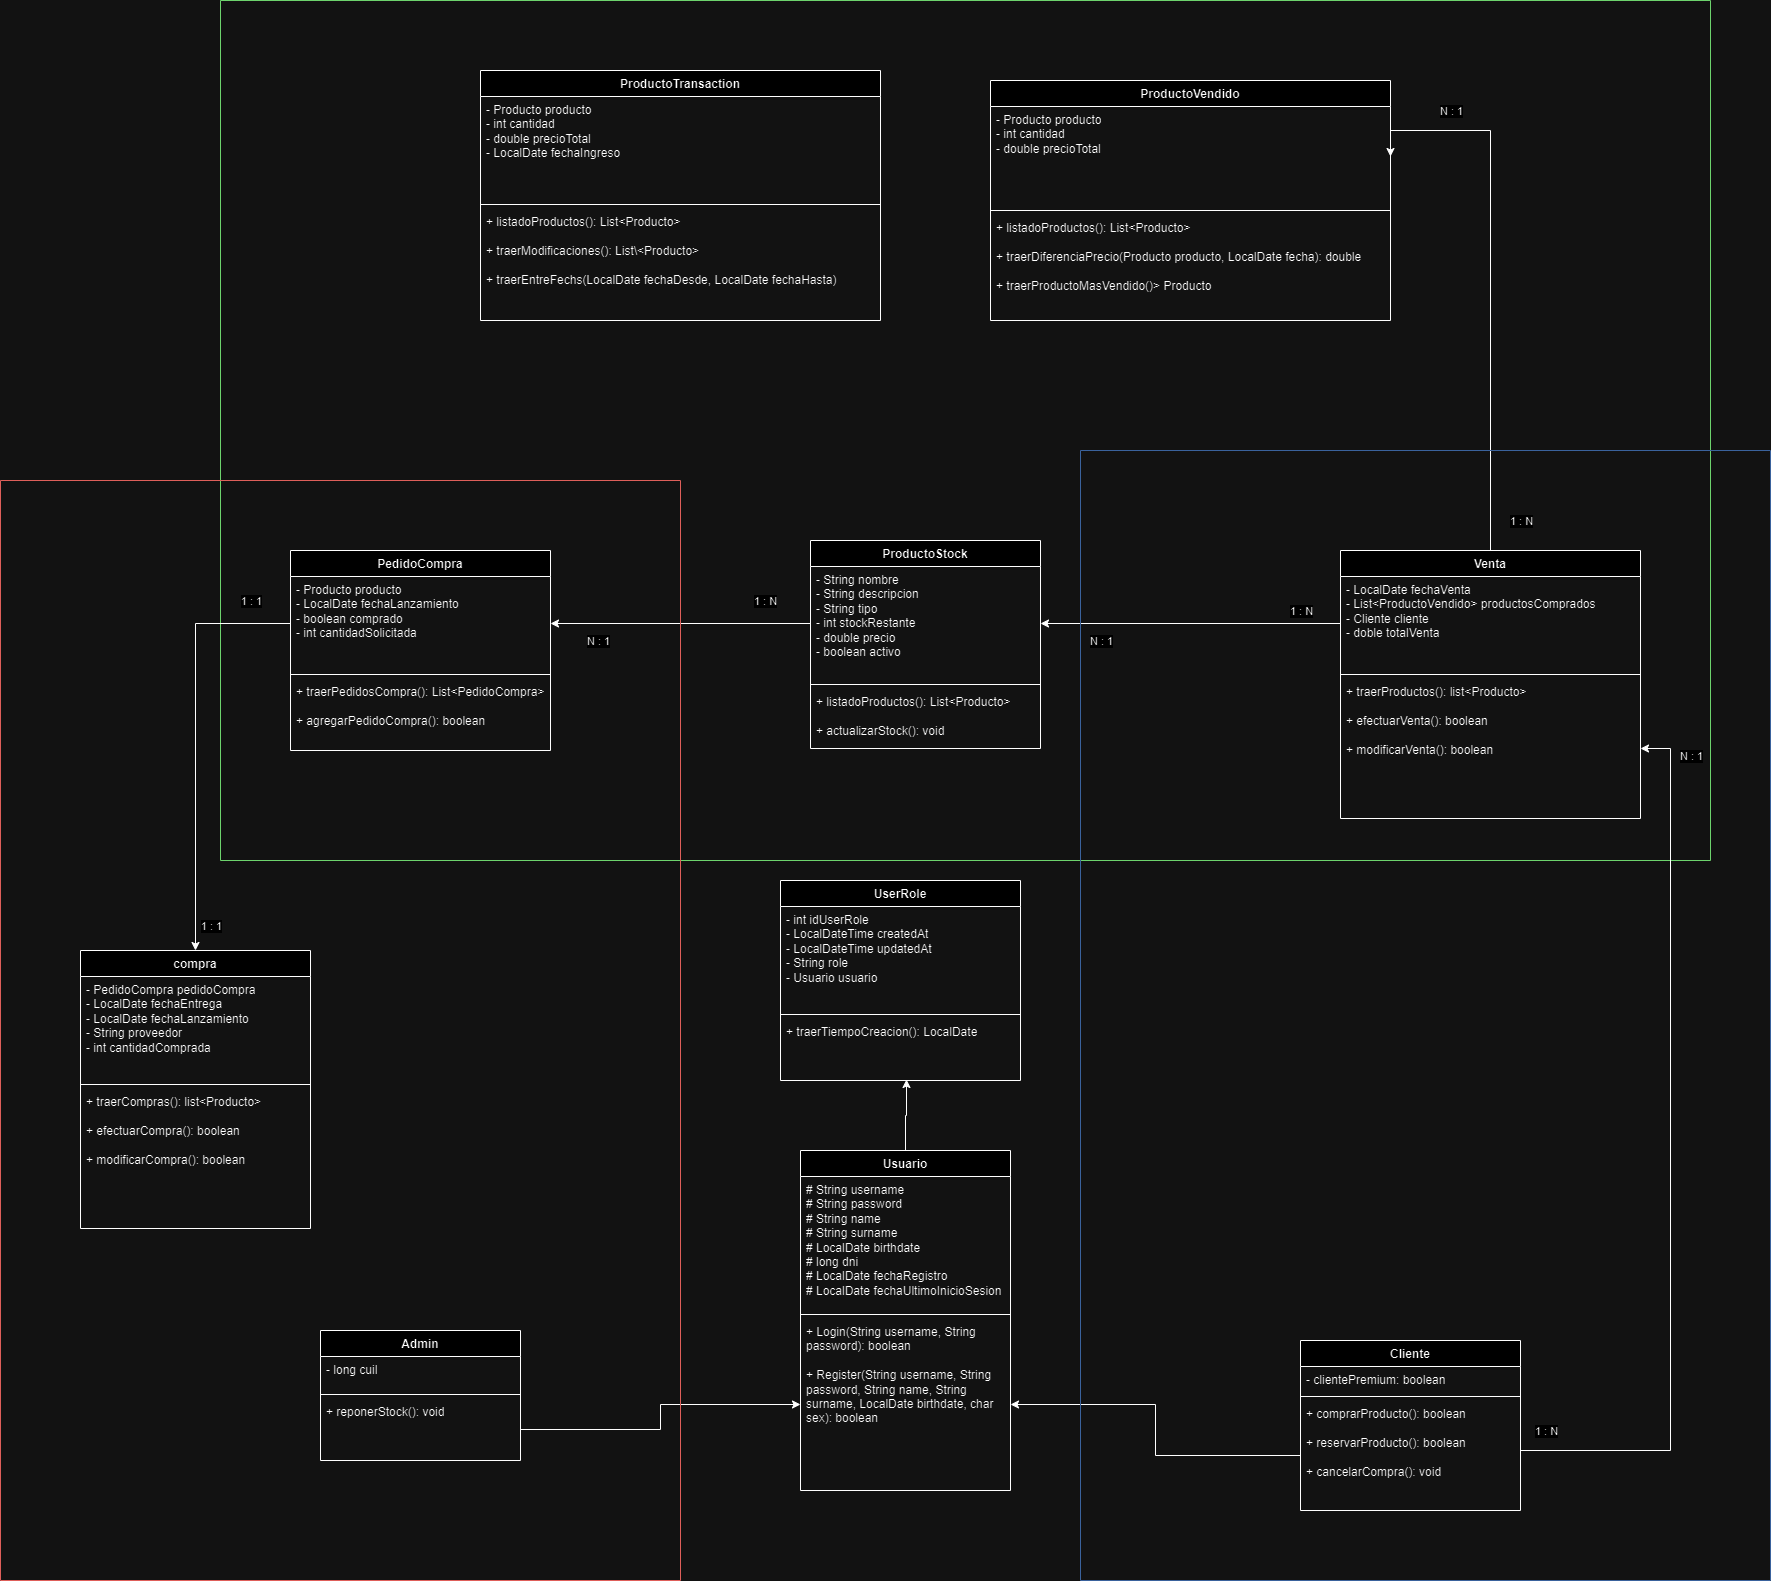 ProductoTransaction
- Producto producto
- int cantidad
- double precioTotal
- LocalDate fechaIngreso
+ listadoProductos(): List<Producto>
+ traerModificaciones(): List\<Producto>
+ traerEntreFechs(LocalDate fechaDesde, LocalDate fechaHasta)
ProductoVendido
- Producto producto
- int cantidad
- double precioTotal
+ listadoProductos(): List<Producto>
+ traerDiferenciaPrecio(Producto producto, LocalDate fecha): double
+ traerProductoMasVendido()> Producto
N : 1
1 : N
PedidoCompra
- Producto producto
- LocalDate fechaLanzamiento
- boolean comprado
- int cantidadSolicitada
+ traerPedidosCompra(): List<PedidoCompra>
+ agregarPedidoCompra(): boolean
1 : 1
N : 1
1 : N
ProductoStock
- String nombre
- String descripcion
- String tipo
- int stockRestante
- double precio
- boolean activo
+ listadoProductos(): List<Producto>
+ actualizarStock(): void
N : 1
1 : N
Venta
- LocalDate fechaVenta
- List<ProductoVendido> productosComprados
- Cliente cliente
- doble totalVenta
+ traerProductos(): list<Producto>
+ efectuarVenta(): boolean
+ modificarVenta(): boolean
N : 1
1 : 1
compra
- PedidoCompra pedidoCompra
- LocalDate fechaEntrega
- LocalDate fechaLanzamiento
- String proveedor
- int cantidadComprada
+ traerCompras(): list<Producto>
+ efectuarCompra(): boolean
+ modificarCompra(): boolean
UserRole
- int idUserRole
- LocalDateTime createdAt
- LocalDateTime updatedAt
- String role
- Usuario usuario
+ traerTiempoCreacion(): LocalDate
Usuario
# String username
# String password
# String name
# String surname
# LocalDate birthdate
# long dni
# LocalDate fechaRegistro
# LocalDate fechaUltimoInicioSesion
+ Login(String username, String
password): boolean
+ Register(String username, String
password, String name, String
surname, LocalDate birthdate, char
sex): boolean
Admin
- long cuil
+ reponerStock(): void
Cliente
- clientePremium: boolean
+ comprarProducto(): boolean
+ reservarProducto(): boolean
+ cancelarCompra(): void
1 : N